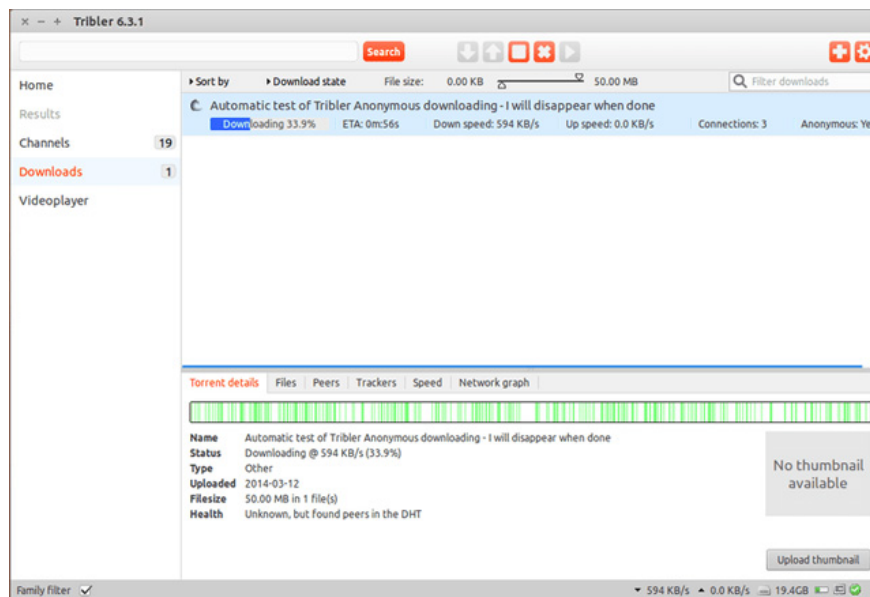 Tribler 6.3.1
Search
Home
Results
Channels 19
Downloads 1
Videoplayer
Sort by Download state File size: 0.00 KB 50.00 MB Filter downloads
Automatic test of Tribler Anonymous downloading - I will disappear when done
Downloading 33.9% ETA: 0m:56s Down speed: 594 KB/s Up speed: 0.0 KB/s Connections: 3 Anonymous: Ye
Torrent details Files Peers Trackers Speed Network graph
Name Automatic test of Tribler Anonymous downloading - I will disappear when done
Status Downloading @ 594 KB/s (33.9%)
Type Other
Uploaded 2014-03-12
Filesize 50.00 MB in 1 file(s)
Health Unknown, but found peers in the DHT
No thumbnail
available
Upload thumbnail
Family filter 594 KB/s 0.0 KB/s 19.4GB